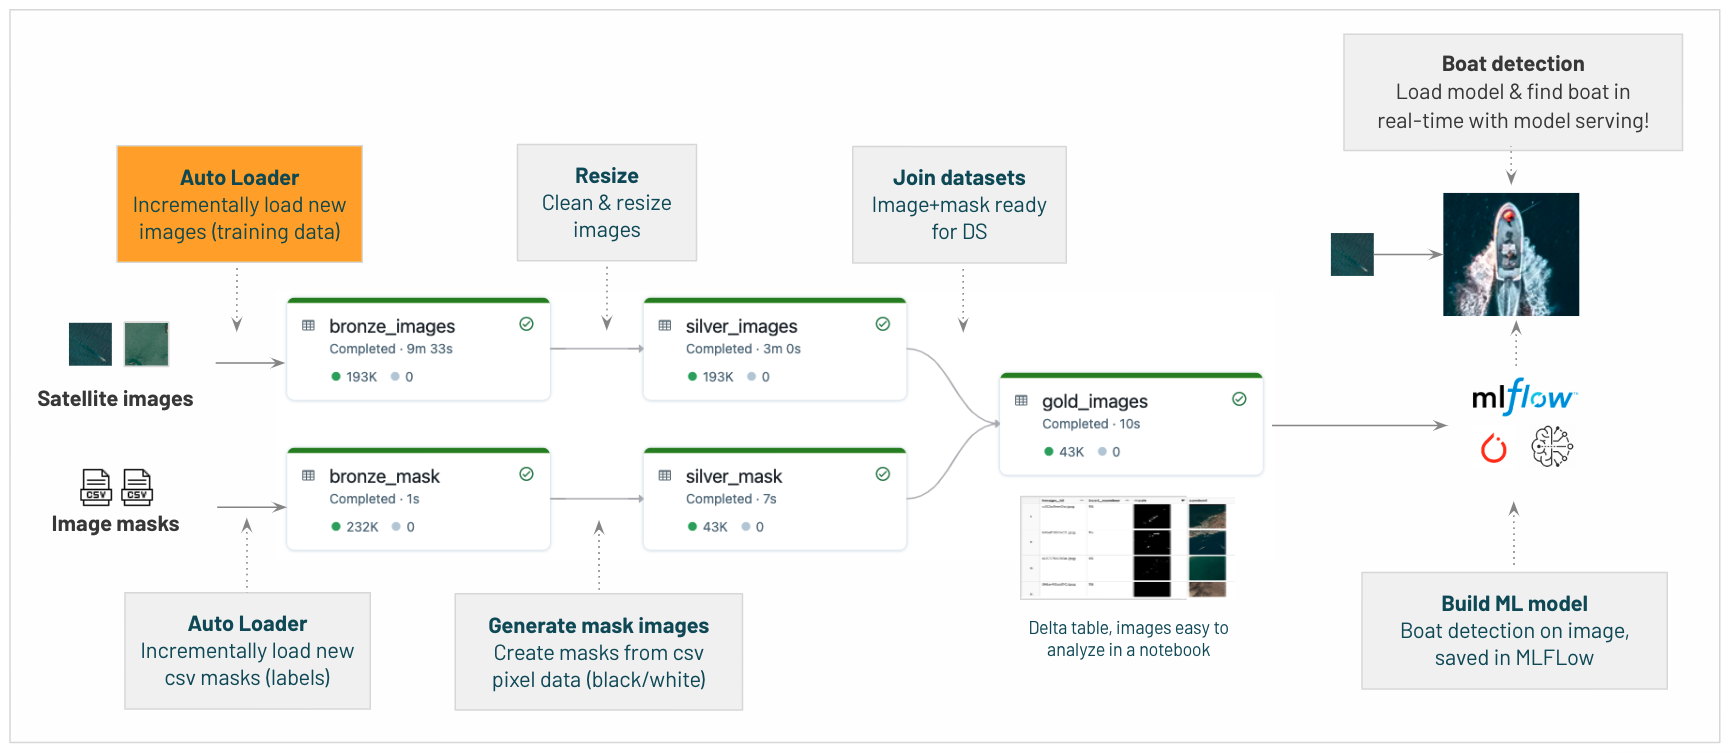 Boat detection
Load model & find boat in
real-time with model serving!
Auto Loader
Incrementally load new
images (training data)
Resize
Clean & resize
images
Join datasets
Image+mask ready
for DS
Satellite images
bronze_images
Completed · 9m 33s
193K 0
silver_images
Completed · 3m 0s
193K 0
gold_images
Completed · 10s
43K 0
mlflow
CSV CSV
Image masks
bronze_mask
Completed · 1s
232K 0
silver_mask
Completed · 7s
43K 0
Auto Loader
Incrementally load new
csv masks (labels)
Generate mask images
Create masks from csv
pixel data (black/white)
Delta table, images easy to
analyze in a notebook
Build ML model
Boat detection on image,
saved in MLFLow